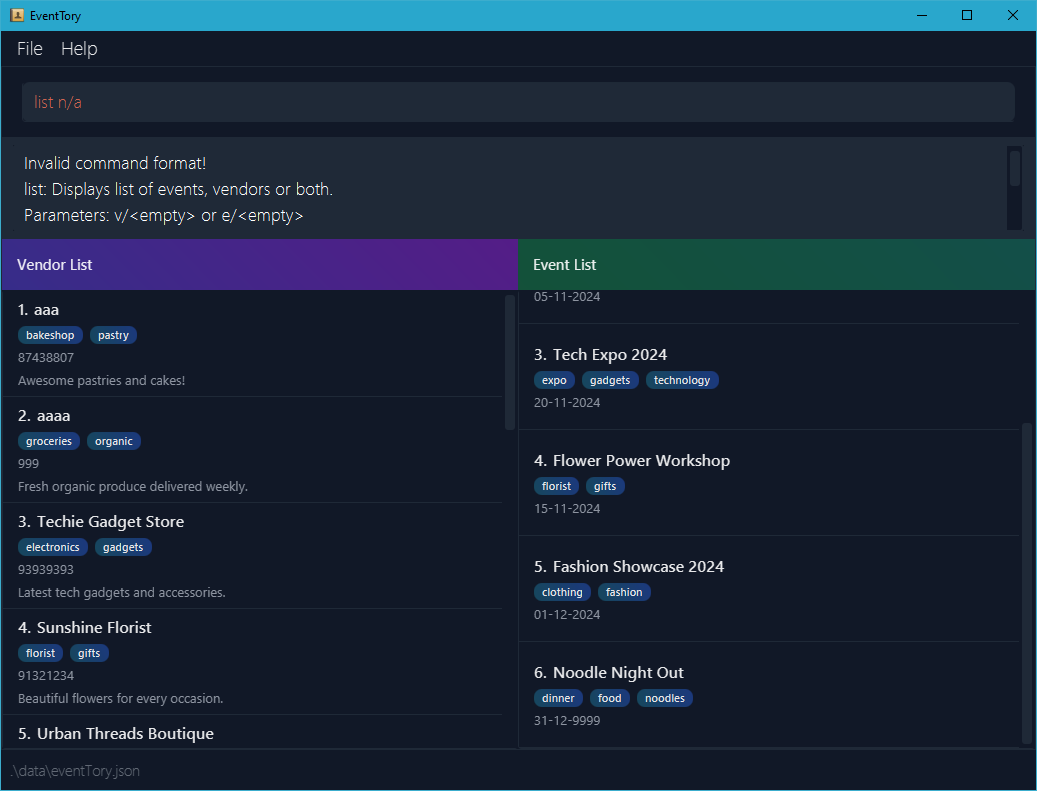 EventTory
File Help
list n/a
Invalid command format!
list: Displays list of events, vendors or both.
Parameters: v/<empty> or e/<empty>
Vendor List
1. aaa
bakeshop pastry
87438807
Awesome pastries and cakes!
2. aaaa
groceries organic
999
Fresh organic produce delivered weekly.
3. Techie Gadget Store
electronics gadgets
93939393
Latest tech gadgets and accessories.
4. Sunshine Florist
florist gifts
91321234
Beautiful flowers for every occasion.
5. Urban Threads Boutique
Event List
05-11-2024
3. Tech Expo 2024
expo gadgets technology
20-11-2024
4. Flower Power Workshop
florist gifts
15-11-2024
5. Fashion Showcase 2024
clothing fashion
01-12-2024
6. Noodle Night Out
dinner food noodles
31-12-9999
.\data\eventTory.json